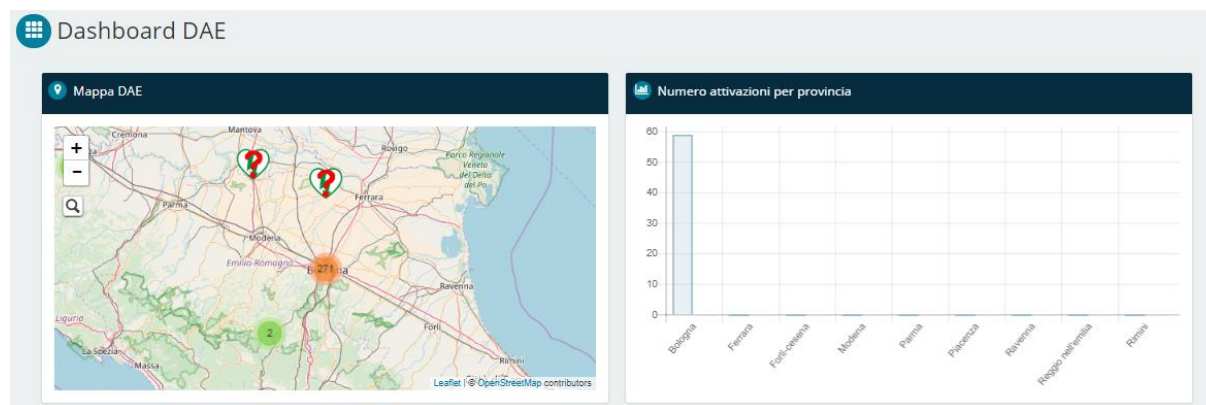 Dashboard DAE
Mappa DAE
Cremona
Mantova
Rovigo
Parco Regionale
Veneto
del Delta
del Po
+
-
Parma
Ferrara
Modena
Emilia-Romagna
271
Ravenna
2
Forlì
Liguria
La Spezia
Massa
Rimini
Leaflet | © OpenStreetMap contributors
Numero attivazioni per provincia
60
50
40
30
20
10
0
Bologna
Ferrara
Forlì-cesena
Modena
Parma
Piacenza
Ravenna
Reggio nell'emilia
Rimini